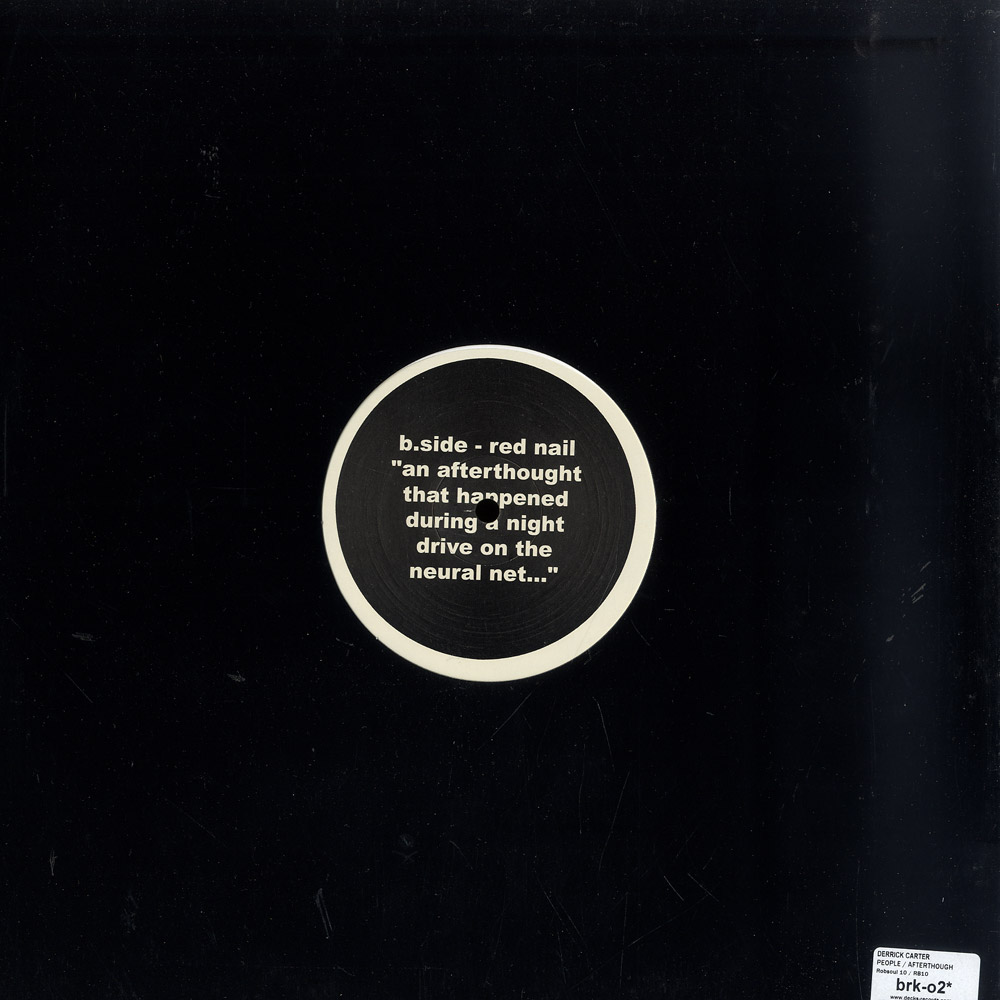 b.side - red nail
"an afterthought
that happened
during a night
drive on the
neural net..."
DERRICK CARTER
PEOPLE / AFTERTHOUGH
Robsoul 10 / RB10
brk-o2*